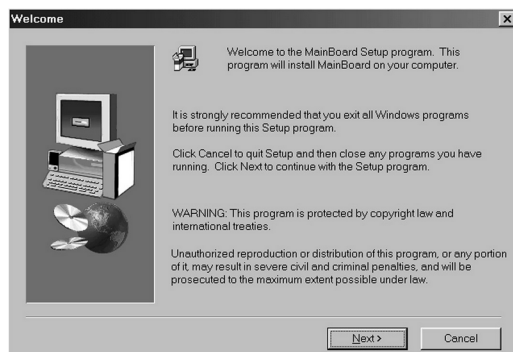 Welcome
Welcome to the MainBoard Setup program. This
program will install MainBoard on your computer.
It is strongly recommended that you exit all Windows programs
before running this Setup program.
Click Cancel to quit Setup and then close any programs you have
running. Click Next to continue with the Setup program.
WARNING: This program is protected by copyright law and
international treaties.
Unauthorized reproduction or distribution of this program, or any portion
of it, may result in severe civil and criminal penalties, and will be
prosecuted to the maximum extent possible under law.
Next >
Cancel